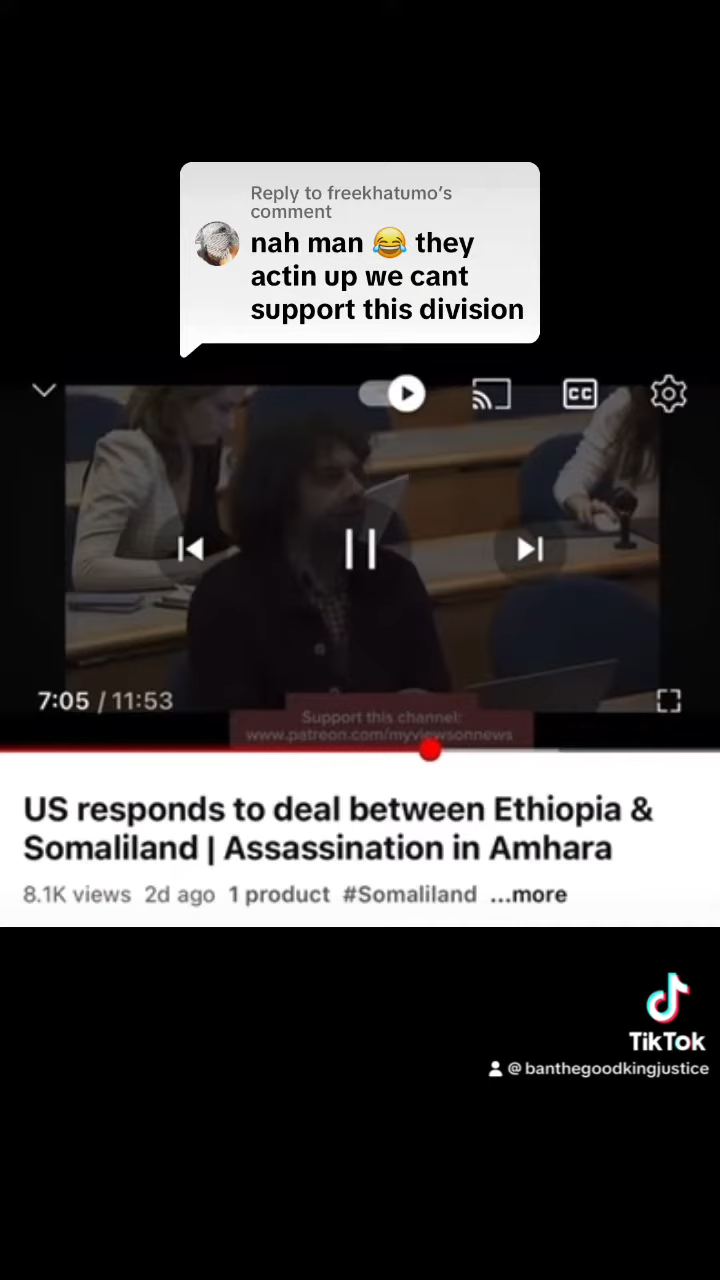 Reply to freekhatumo's
comment
nah man 😂 they
actin up we cant
support this division
CC
7:05 / 11:53
Support this channel:
www.patreon.com/myviewsonnews
US responds to deal between Ethiopia &
Somaliland | Assassination in Amhara
8.1K views 2d ago 1 product #Somaliland ...more
TikTok
@ banthegoodkingjustice